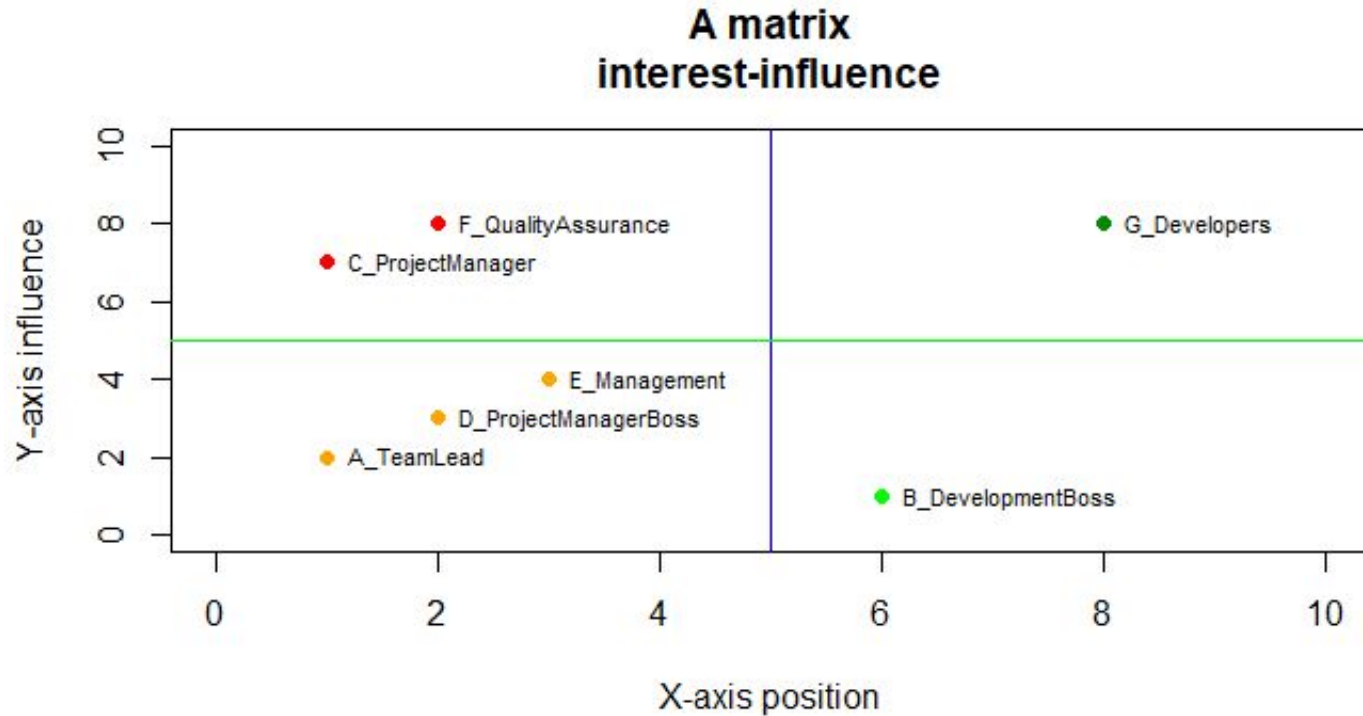 A matrix
interest-influence
Y-axis influence
10
8
6
4
2
0
F_QualityAssurance
G_Developers
C_ProjectManager
E_Management
D_ProjectManagerBoss
A_TeamLead
B_DevelopmentBoss
0 2 4 6 8 10
X-axis position